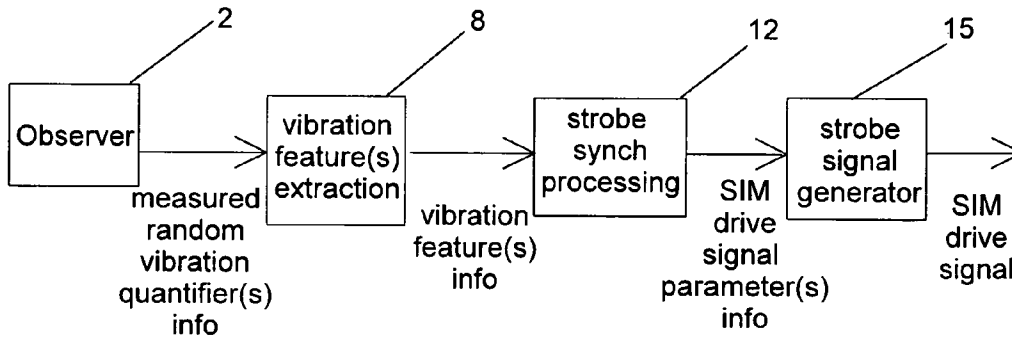 2
8
12
15
Observer
vibration
feature(s)
extraction
strobe
synch
processing
strobe
signal
generator
measured
random
vibration
quantifier(s)
info
vibration
feature(s)
info
SIM
drive
signal
parameter(s)
info
SIM
drive
signal